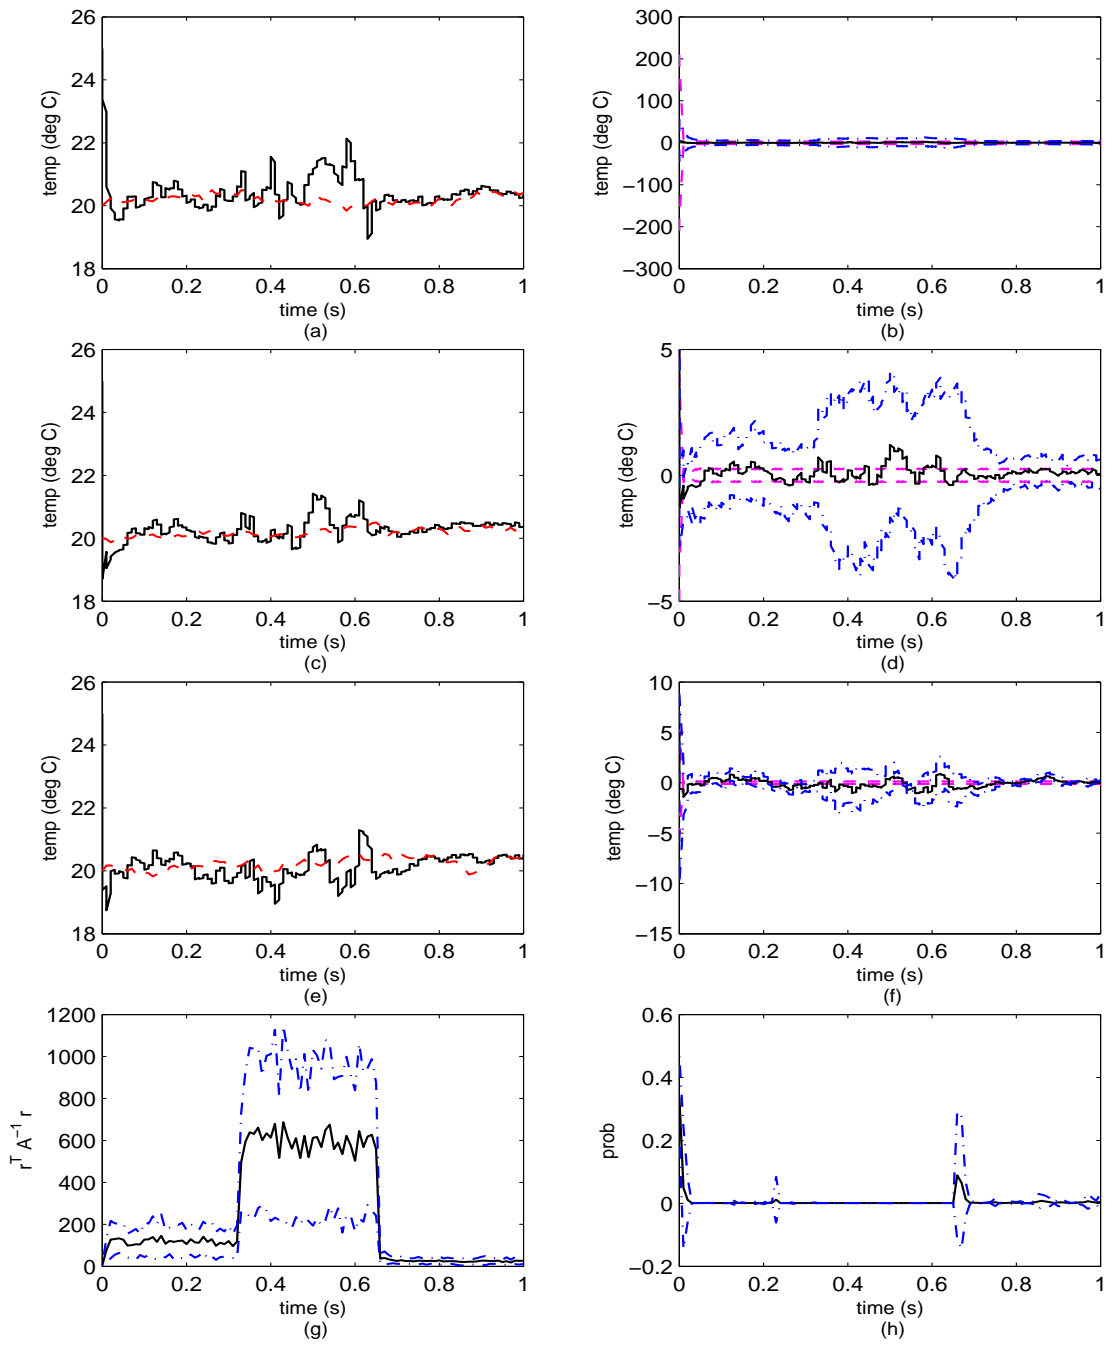 26
24
22
20
18
temp (deg C)
0 0.2 0.4 0.6 0.8 1
time (s)
(a)
300
200
100
0
−100
−200
−300
temp (deg C)
0 0.2 0.4 0.6 0.8 1
time (s)
(b)
26
24
22
20
18
temp (deg C)
0 0.2 0.4 0.6 0.8 1
time (s)
(c)
5
0
−5
temp (deg C)
0 0.2 0.4 0.6 0.8 1
time (s)
(d)
26
24
22
20
18
temp (deg C)
0 0.2 0.4 0.6 0.8 1
time (s)
(e)
10
5
0
−5
−10
−15
temp (deg C)
0 0.2 0.4 0.6 0.8 1
time (s)
(f)
1200
1000
800
600
400
200
0
r^T A^−1 r
0 0.2 0.4 0.6 0.8 1
time (s)
(g)
0.6
0.4
0.2
0
−0.2
prob
0 0.2 0.4 0.6 0.8 1
time (s)
(h)